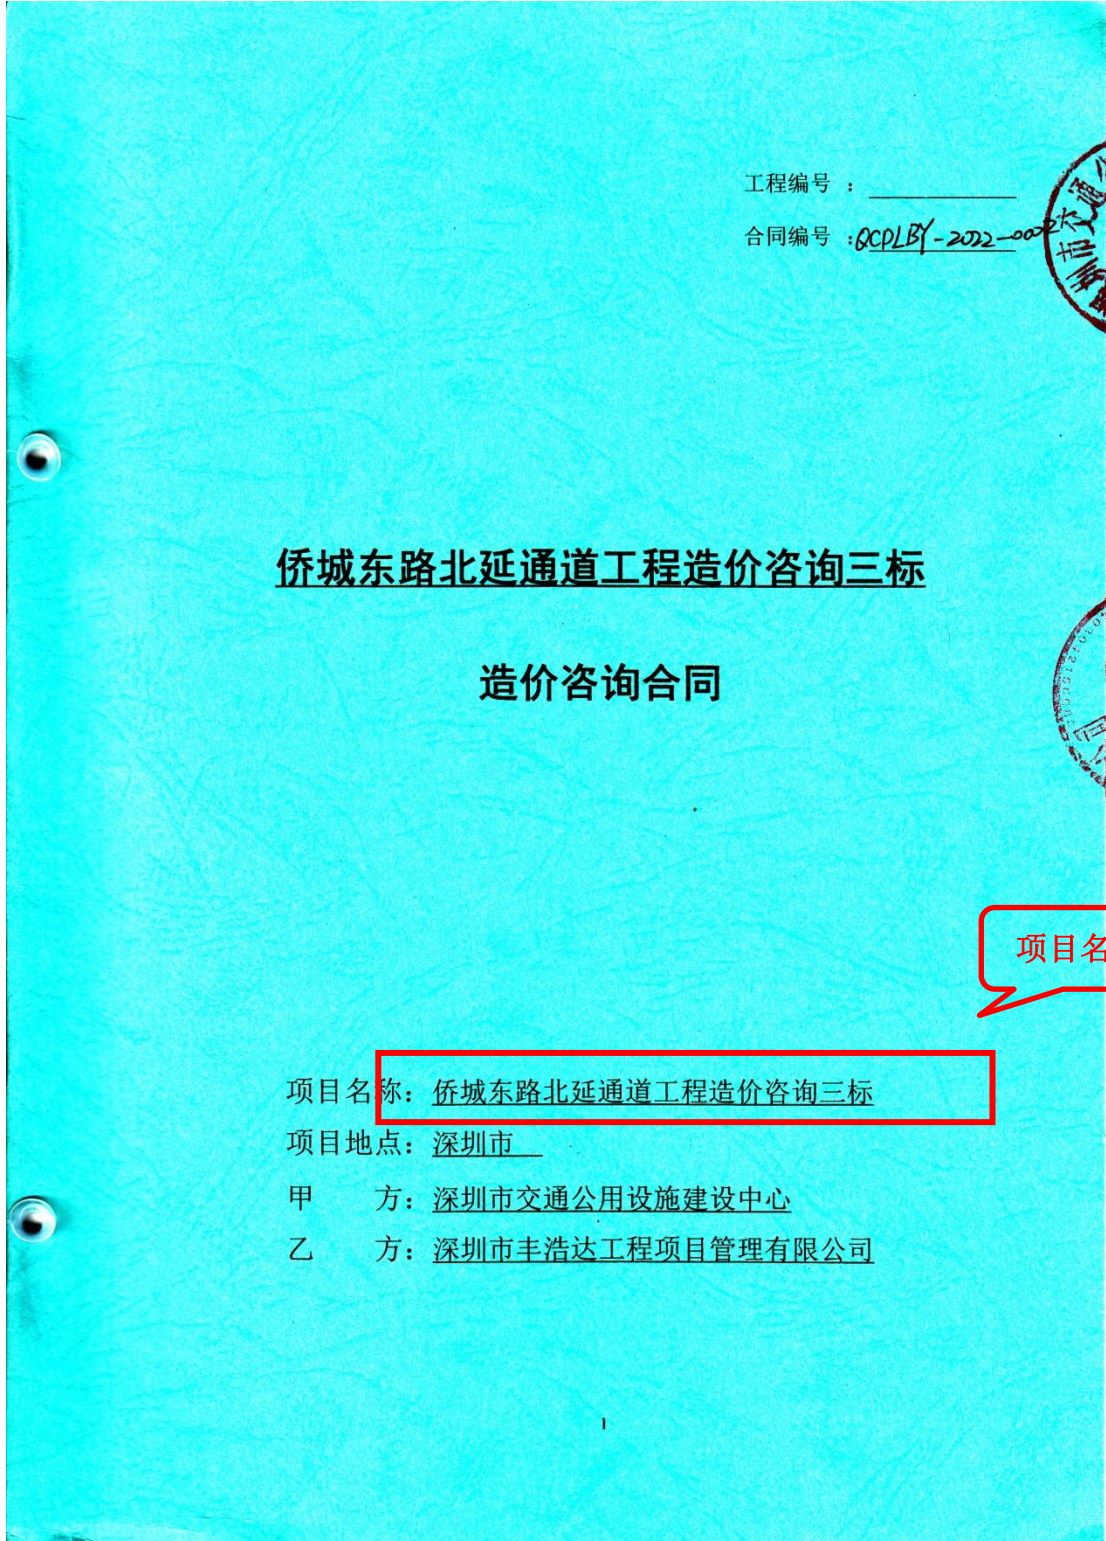 工程编号 ：
合同编号 ：QCDLBY-2022-0002
侨城东路北延通道工程造价咨询三标
造价咨询合同
项目名
项目名称：侨城东路北延通道工程造价咨询三标
项目地点：深圳市
甲 方：深圳市交通公用设施建设中心
乙 方：深圳市丰浩达工程项目管理有限公司
1